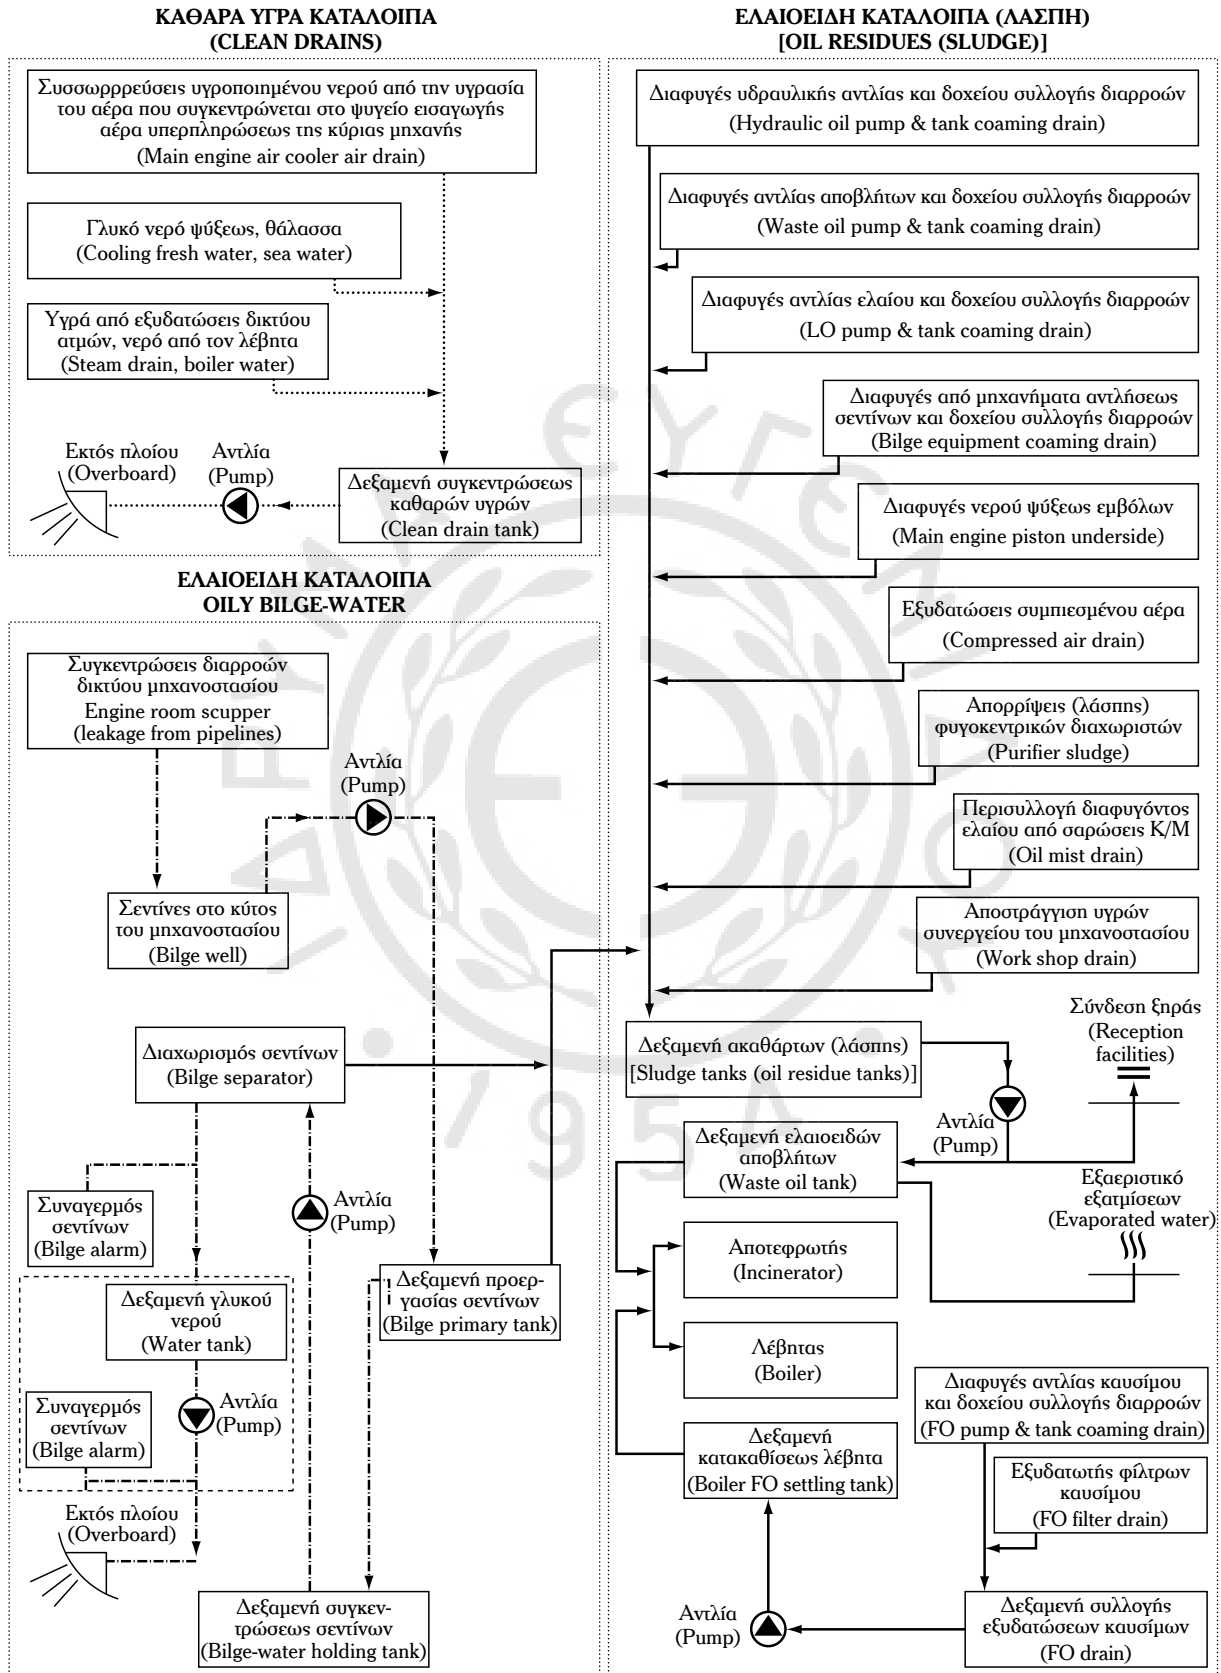 ΚΑΘΑΡΑ ΥΓΡΑ ΚΑΤΑΛΟΙΠΑ
(CLEAN DRAINS)
Συσσωρρρεύσεις υγροποιημένου νερού από την υγρασία
του αέρα που συγκεντρώνεται στο ψυγείο εισαγωγής
αέρα υπερπληρώσεως της κύριας μηχανής
(Main engine air cooler air drain)
Γλυκό νερό ψύξεως, θάλασσα
(Cooling fresh water, sea water)
Υγρά από εξυδατώσεις δικτύου
ατμών, νερό από τον λέβητα
(Steam drain, boiler water)
Εκτός πλοίου
(Overboard)
Αντλία
(Pump)
Δεξαμενή συγκεντρώσεως
καθαρών υγρών
(Clean drain tank)
ΕΛΑΙΟΕΙΔΗ ΚΑΤΑΛΟΙΠΑ
OILY BILGE-WATER
Συγκεντρώσεις διαρροών
δικτύου μηχανοστασίου
Engine room scupper
(leakage from pipelines)
Αντλία
(Pump)
Σεντίνες στο κύτος
του μηχανοστασίου
(Bilge well)
Διαχωρισμός σεντίνων
(Bilge separator)
Συναγερμός
σεντίνων
(Bilge alarm)
Αντλία
(Pump)
Δεξαμενή προερ-
γασίας σεντίνων
(Bilge primary tank)
Δεξαμενή γλυκού
νερού
(Water tank)
Συναγερμός
σεντίνων
(Bilge alarm)
Αντλία
(Pump)
Εκτός πλοίου
(Overboard)
Δεξαμενή συγκεν-
τρώσεως σεντίνων
(Bilge-water holding tank)
ΕΛΑΙΟΕΙΔΗ ΚΑΤΑΛΟΙΠΑ (ΛΑΣΠΗ)
[OIL RESIDUES (SLUDGE)]
Διαφυγές υδραυλικής αντλίας και δοχείου συλλογής διαρροών
(Hydraulic oil pump & tank coaming drain)
Διαφυγές αντλίας αποβλήτων και δοχείου συλλογής διαρροών
(Waste oil pump & tank coaming drain)
Διαφυγές αντλίας ελαίου και δοχείου συλλογής διαρροών
(LO pump & tank coaming drain)
Διαφυγές από μηχανήματα αντλήσεως
σεντίνων και δοχείου συλλογής διαρροών
(Bilge equipment coaming drain)
Διαφυγές νερού ψύξεως εμβόλων
(Main engine piston underside)
Εξυδατώσεις συμπιεσμένου αέρα
(Compressed air drain)
Απορρίψεις (λάσπης)
φυγοκεντρικών διαχωριστών
(Purifier sludge)
Περισυλλογή διαφυγόντος
ελαίου από σαρώσεις Κ/Μ
(Oil mist drain)
Αποστράγγιση υγρών
συνεργείου του μηχανοστασίου
(Work shop drain)
Δεξαμενή ακαθάρτων (λάσπης)
[Sludge tanks (oil residue tanks)]
Σύνδεση ξηράς
(Reception
facilities)
Αντλία
(Pump)
Δεξαμενή ελαιοειδών
αποβλήτων
(Waste oil tank)
Εξαεριστικό
εξατμίσεων
(Evaporated water)
Αποτεφρωτής
(Incinerator)
Λέβητας
(Boiler)
Διαφυγές αντλίας καυσίμου
και δοχείου συλλογής διαρροών
(FO pump & tank coaming drain)
Δεξαμενή
κατακαθίσεως λέβητα
(Boiler FO settling tank)
Εξυδατωτής φίλτρων
καυσίμου
(FO filter drain)
Αντλία
(Pump)
Δεξαμενή συλλογής
εξυδατώσεων καυσίμων
(FO drain)
ΙΔΡΥΜΑ ΕΥΓΕΝΙΔΟΥ
1954